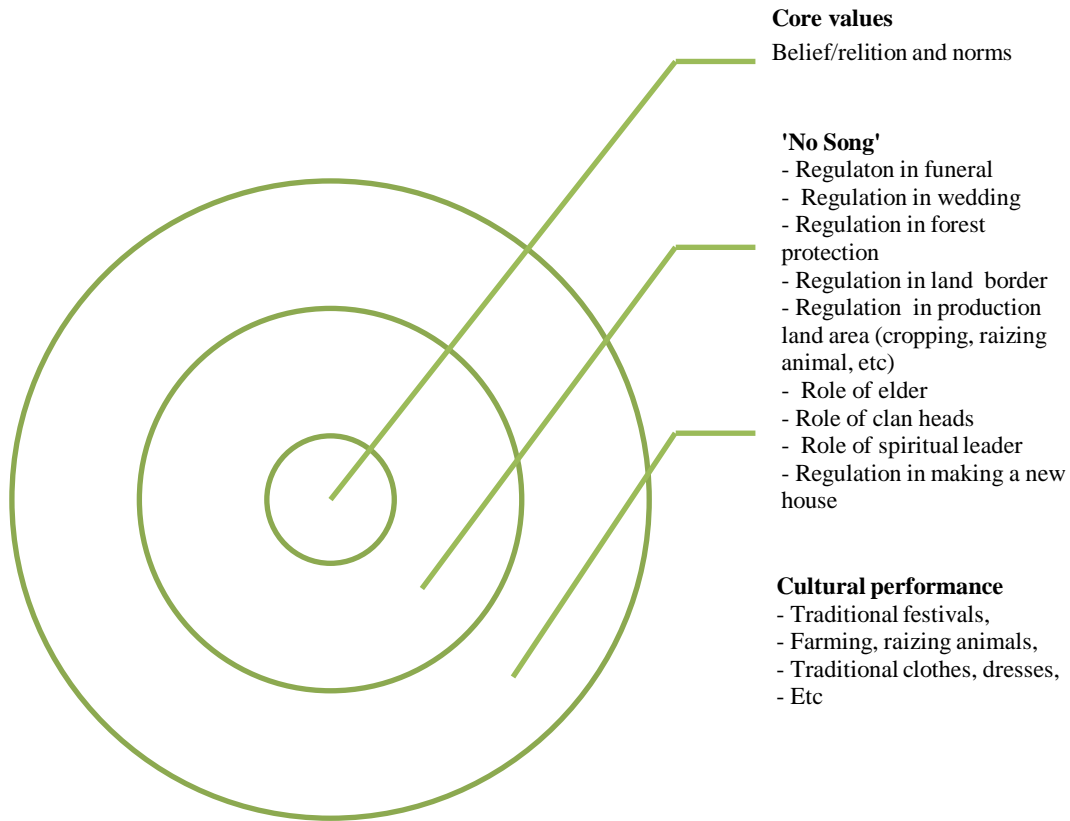 Core values
Belief/relition and norms
'No Song'
- Regulaton in funeral
- Regulation in wedding
- Regulation in forest
protection
- Regulation in land border
- Regulation in production
land area (cropping, raizing
animal, etc)
- Role of elder
- Role of clan heads
- Role of spiritual leader
- Regulation in making a new
house
Cultural performance
- Traditional festivals,
- Farming, raizing animals,
- Traditional clothes, dresses,
- Etc